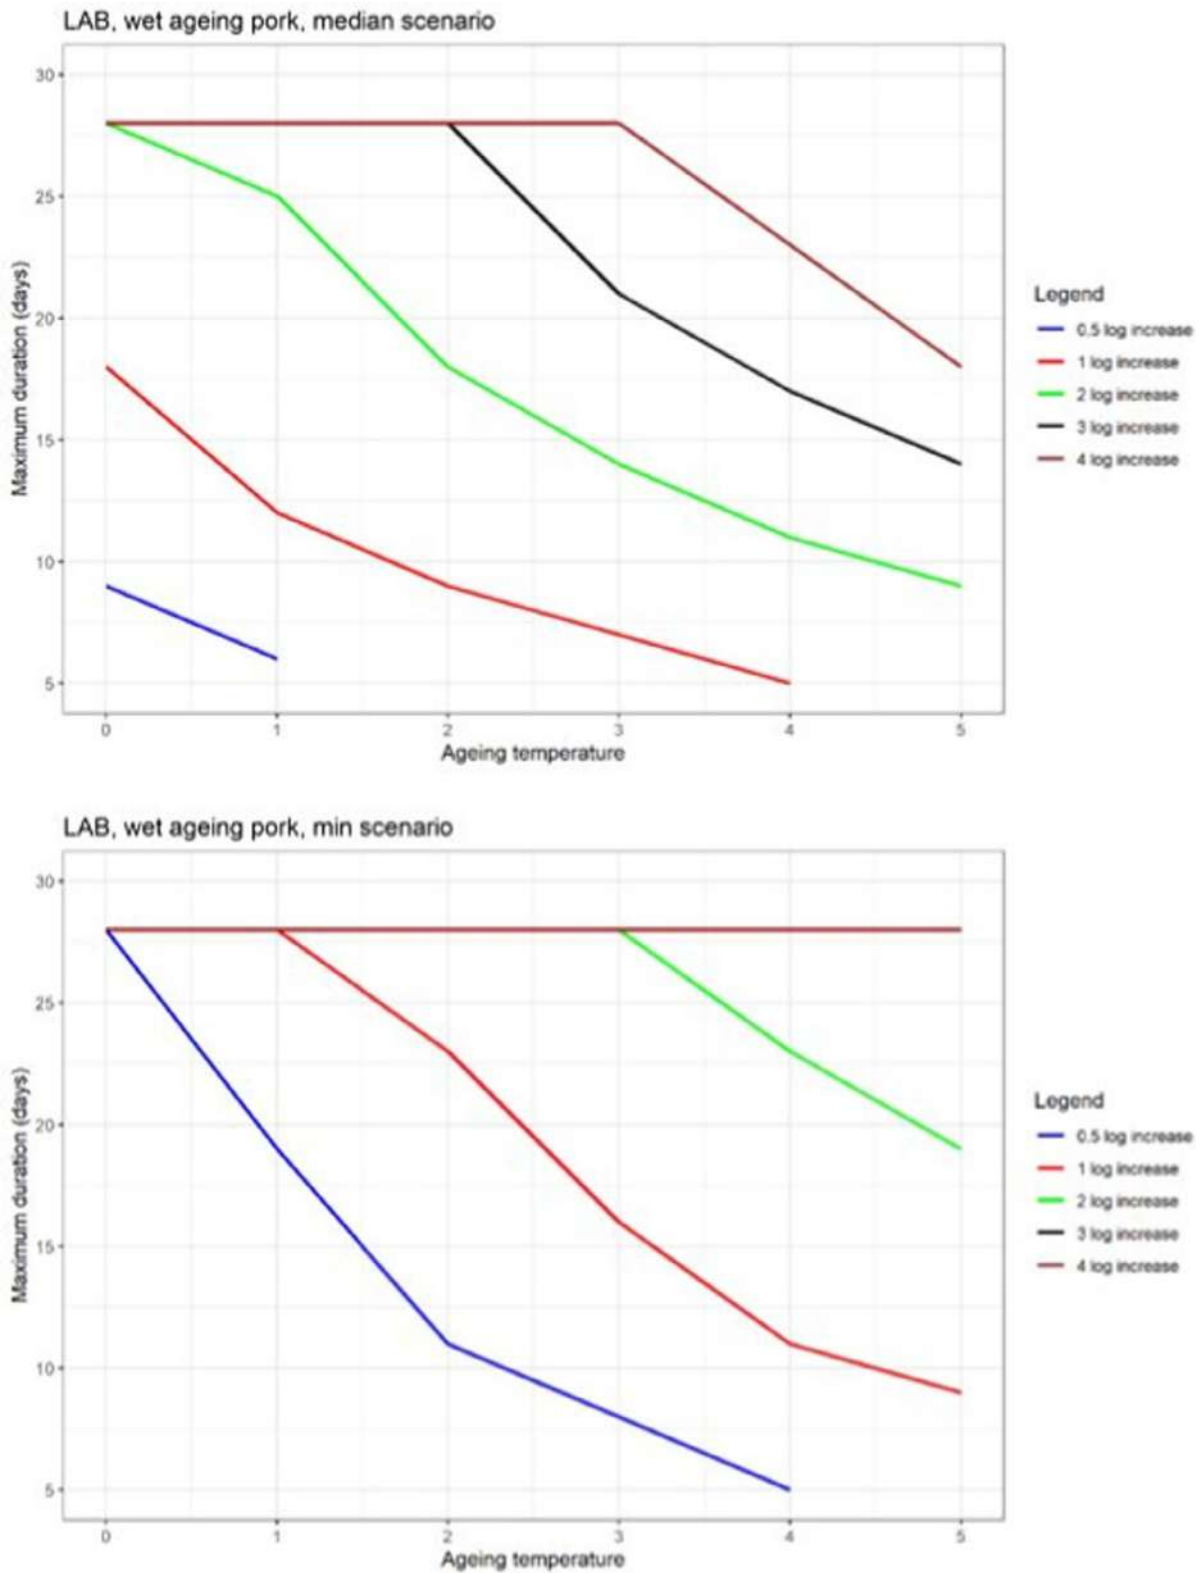 LAB, wet ageing pork, median scenario
30
25
20
15
10
5
Maximum duration (days)
0 1 2 3 4 5
Ageing temperature
Legend
0.5 log increase
1 log increase
2 log increase
3 log increase
4 log increase
LAB, wet ageing pork, min scenario
30
25
20
15
10
5
Maximum duration (days)
0 1 2 3 4 5
Ageing temperature
Legend
0.5 log increase
1 log increase
2 log increase
3 log increase
4 log increase